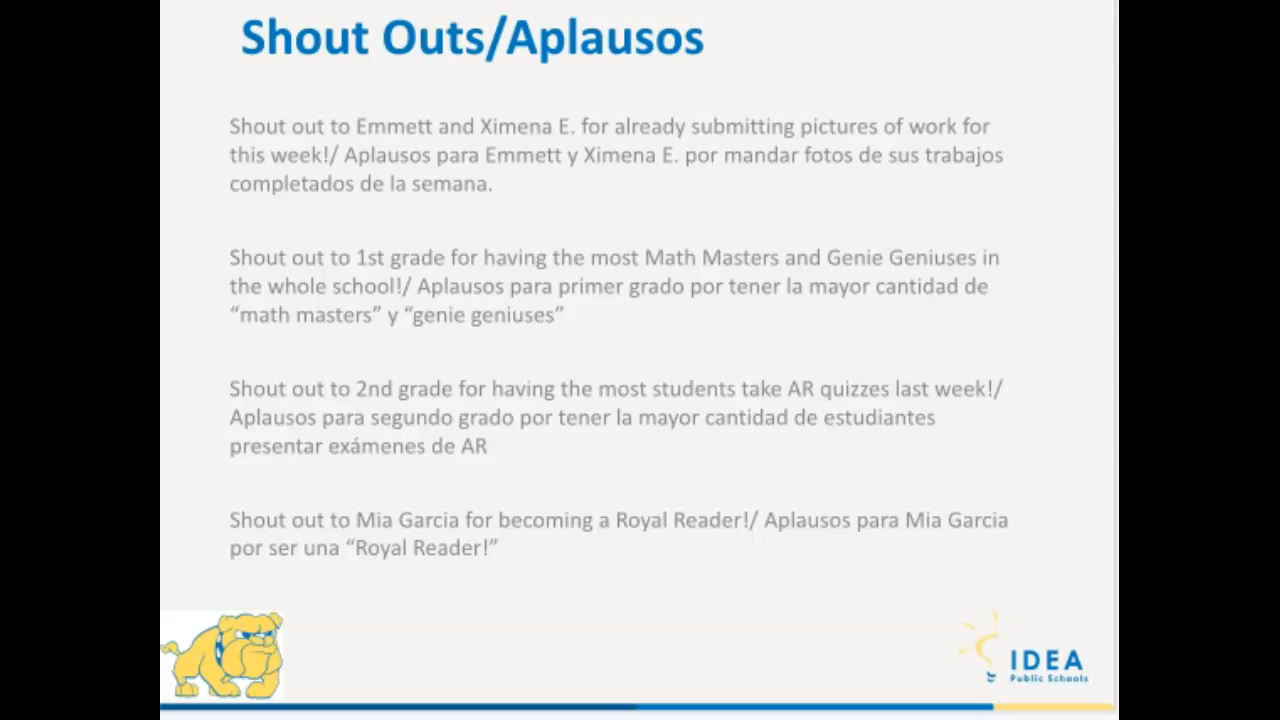 Shout Outs/Aplausos
Shout out to Emmett and Ximena E. for already submitting pictures of work for
this week!/ Aplausos para Emmett y Ximena E. por mandar fotos de sus trabajos
completados de la semana.
Shout out to 1st grade for having the most Math Masters and Genie Geniuses in
the whole school!/ Aplausos para primer grado por tener la mayor cantidad de
“math masters” y “genie geniuses”
Shout out to 2nd grade for having the most students take AR quizzes last week!/
Aplausos para segundo grado por tener la mayor cantidad de estudiantes
presentar exámenes de AR
Shout out to Mia Garcia for becoming a Royal Reader!/ Aplausos para Mia Garcia
por ser una “Royal Reader!”
IDEA
Public Schools